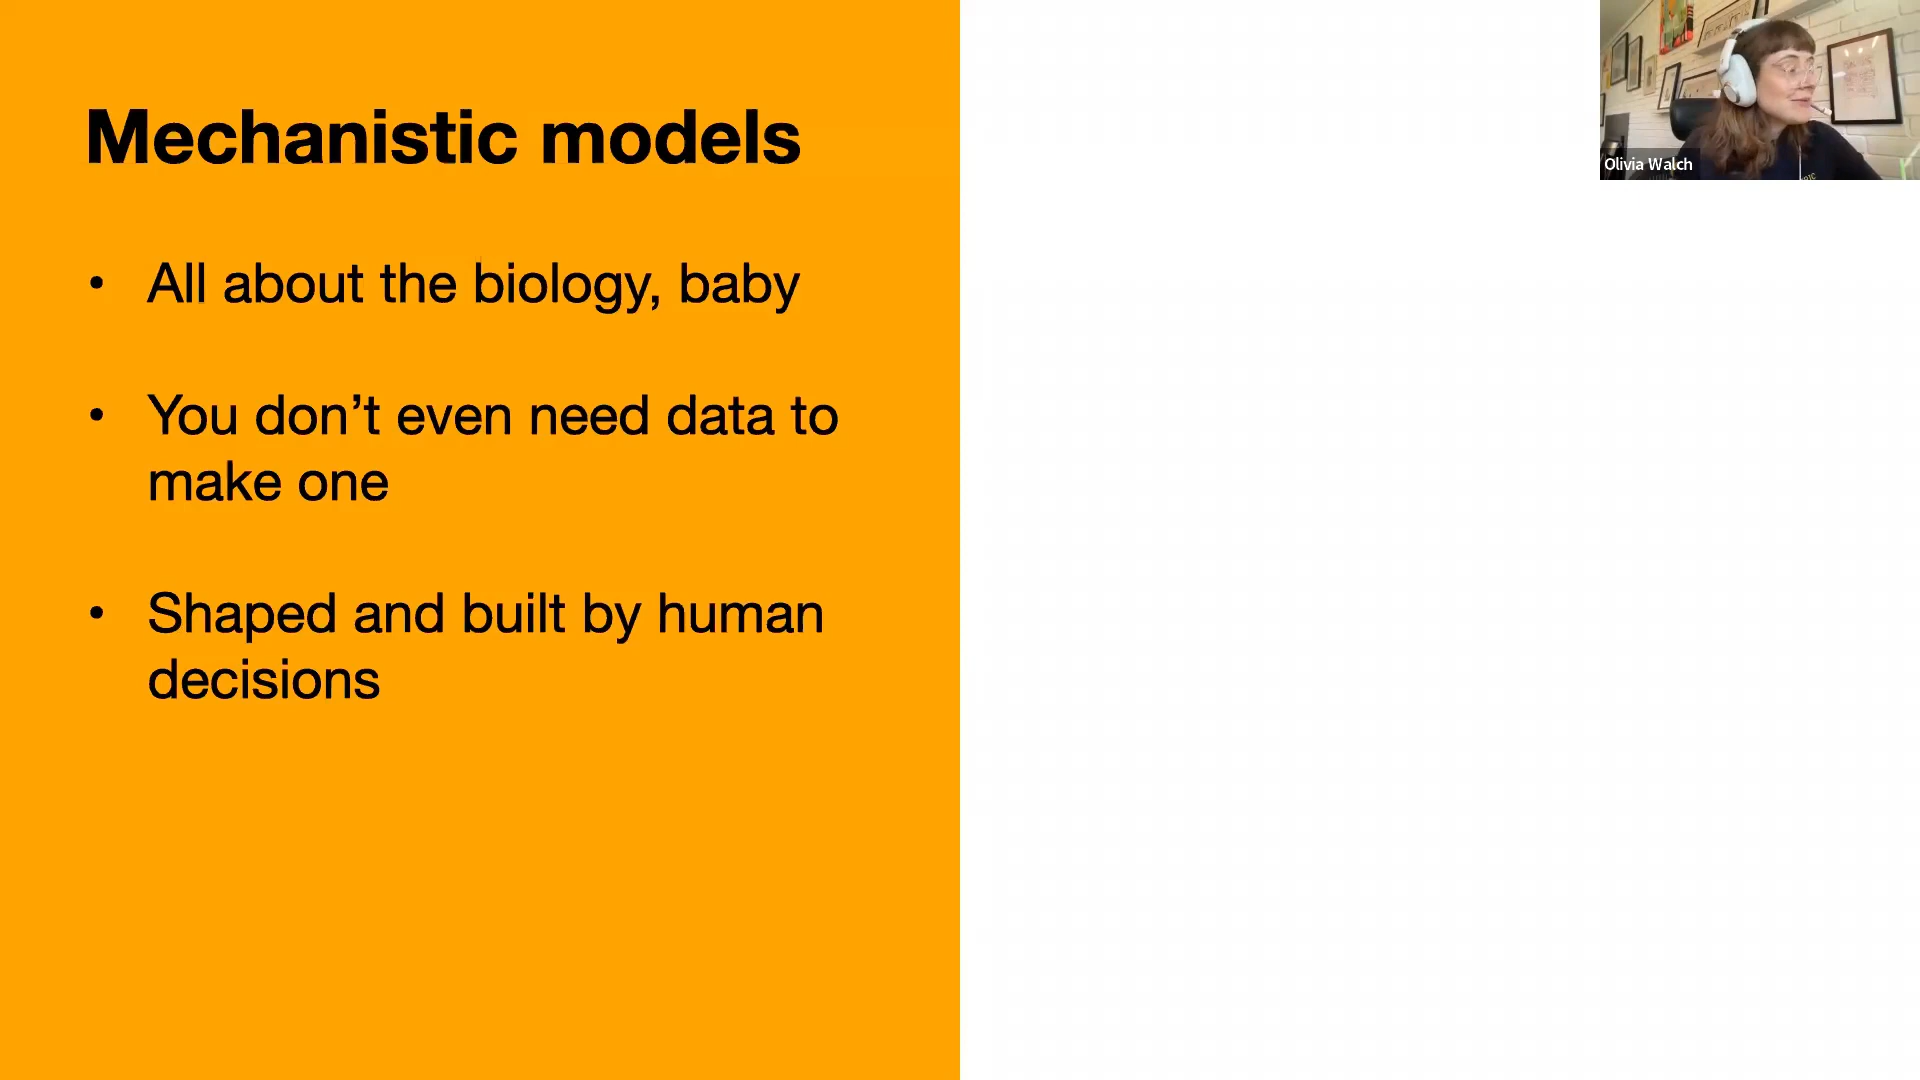 Mechanistic models
• All about the biology, baby
• You don’t even need data to
make one
• Shaped and built by human
decisions
Olivia Walch